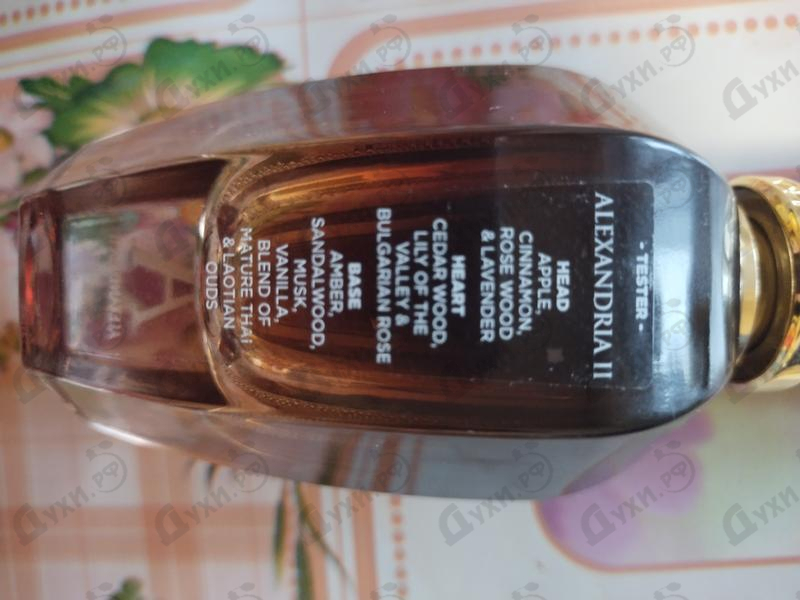 - TESTER -
ALEXANDRIA II
HEAD
APPLE,
CINNAMON,
ROSE WOOD
& LAVENDER
HEART
CEDAR WOOD,
LILY OF THE
VALLEY &
BULGARIAN ROSE
BASE
AMBER,
SANDALWOOD,
MUSK,
VANILLA,
BLEND OF
MATURE THAI
& LAOTIAN
OUDS
Духи.РФ